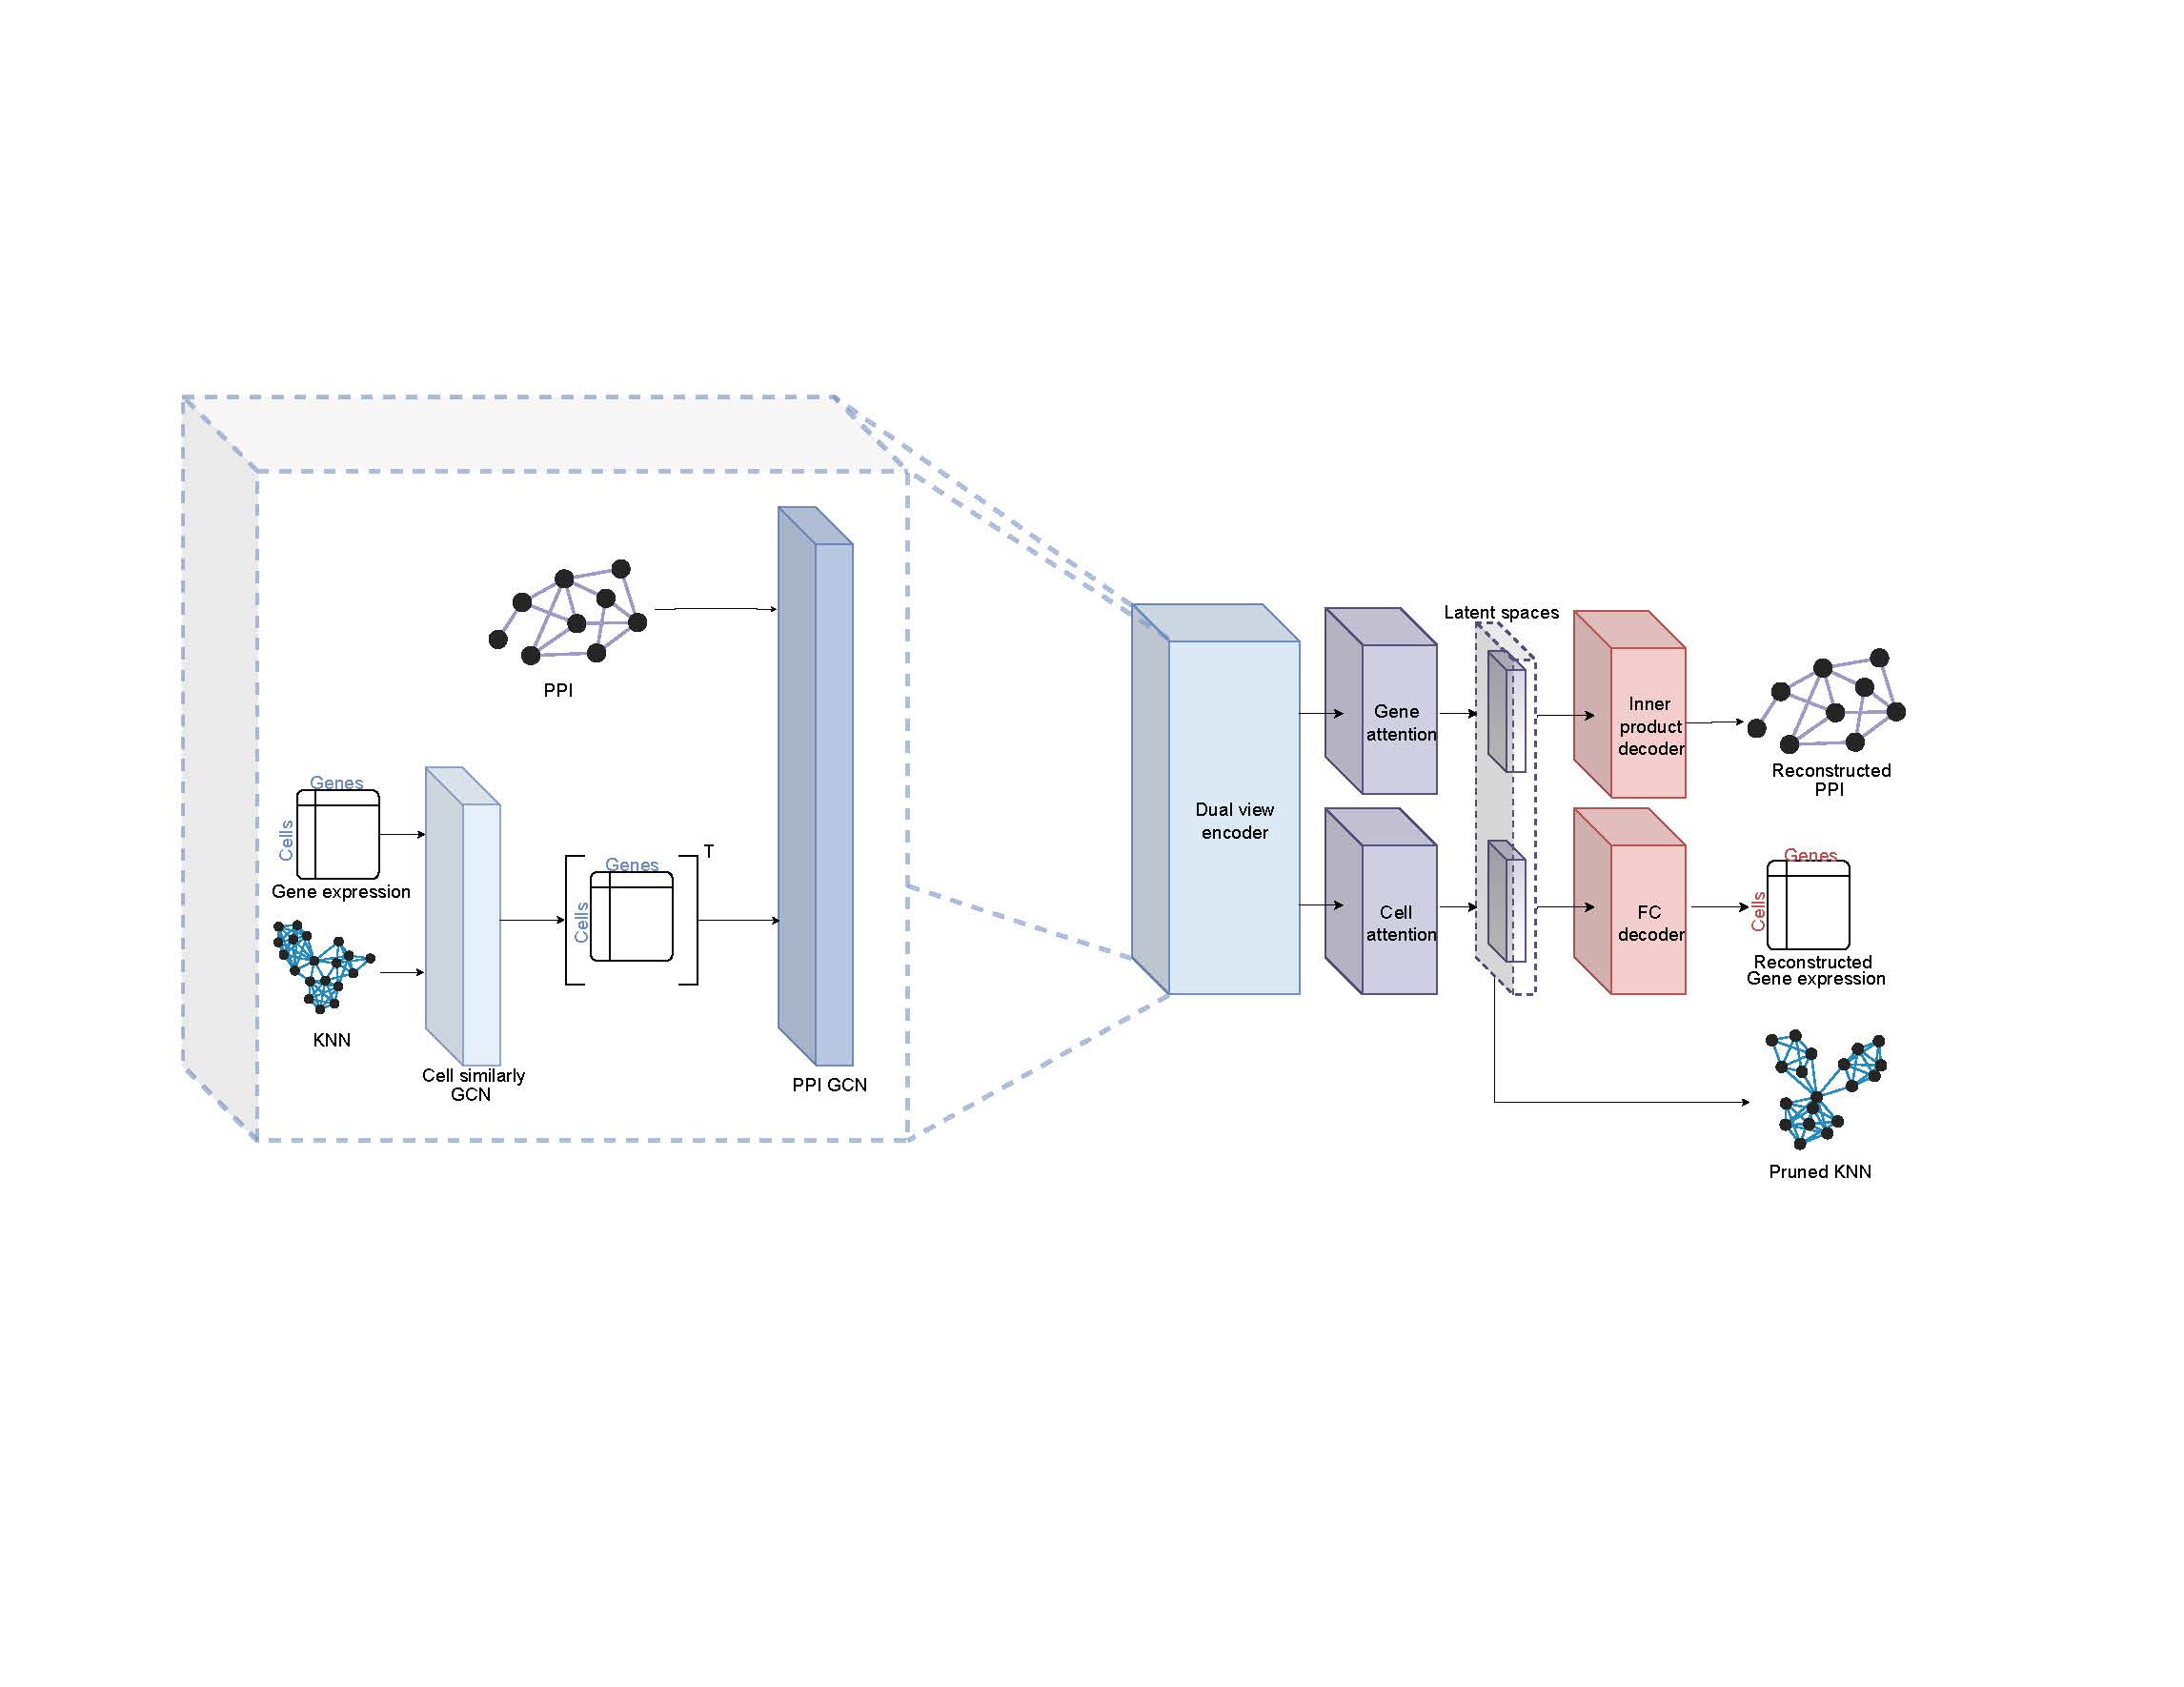 PPI
Genes
Cells
Gene expression
KNN
Cell similarly
GCN
Genes
Cells
T
PPI GCN
Dual view
encoder
Gene
attention
Cell
attention
Latent spaces
Inner
product
decoder
FC
decoder
Reconstructed
PPI
Genes
Cells
Reconstructed
Gene expression
Pruned KNN